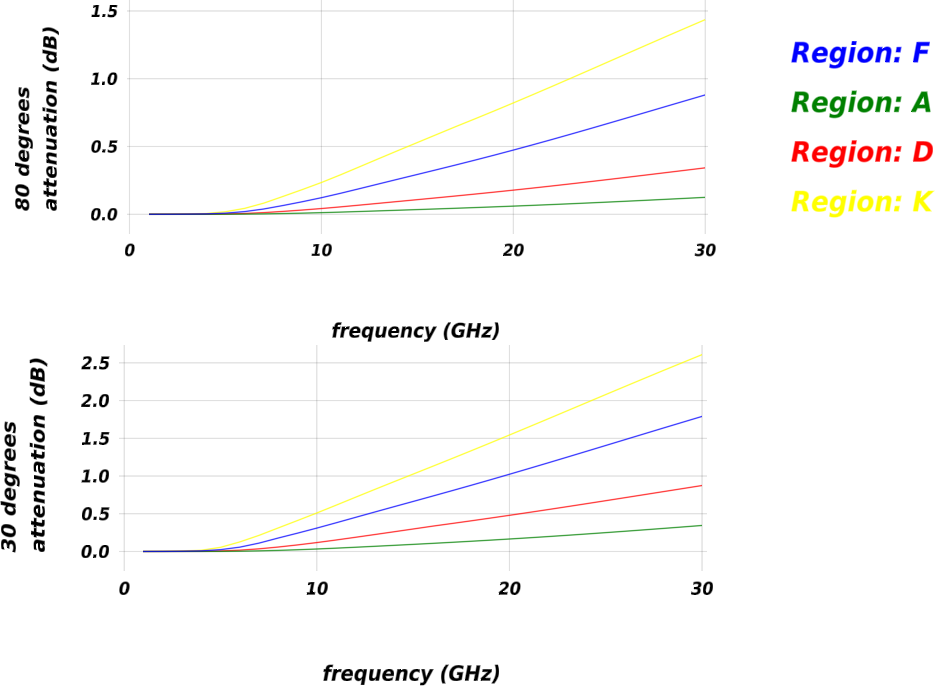 80 degrees
attenuation (dB)
1.5
1.0
0.5
0.0
0 10 20 30
frequency (GHz)
Region: F
Region: A
Region: D
Region: K
30 degrees
attenuation (dB)
2.5
2.0
1.5
1.0
0.5
0.0
0 10 20 30
frequency (GHz)